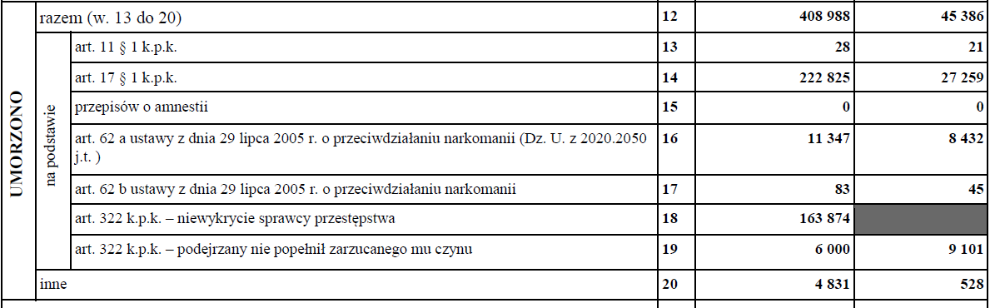 UMORZONO
razem (w. 13 do 20) 12 408 988 45 386
na podstawie
art. 11 § 1 k.p.k. 13 28 21
art. 17 § 1 k.p.k. 14 222 825 27 259
przepisów o amnestii 15 0 0
art. 62 a ustawy z dnia 29 lipca 2005 r. o przeciwdziałaniu narkomanii (Dz. U. z 2020.2050 16 11 347 8 432
j.t. )
art. 62 b ustawy z dnia 29 lipca 2005 r. o przeciwdziałaniu narkomanii 17 83 45
art. 322 k.p.k. – niewykrycie sprawcy przestępstwa 18 163 874
art. 322 k.p.k. – podejrzany nie popełnił zarzucanego mu czynu 19 6 000 9 101
inne 20 4 831 528